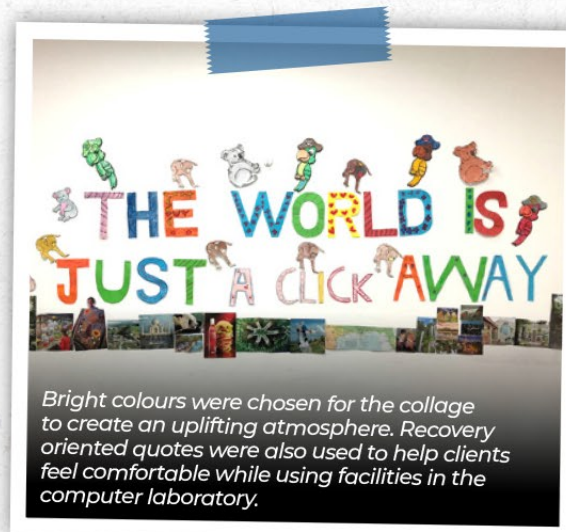 THE WORLD IS
JUST A CLICK AWAY
Bright colours were chosen for the collage
to create an uplifting atmosphere. Recovery
oriented quotes were also used to help clients
feel comfortable while using facilities in the
computer laboratory.